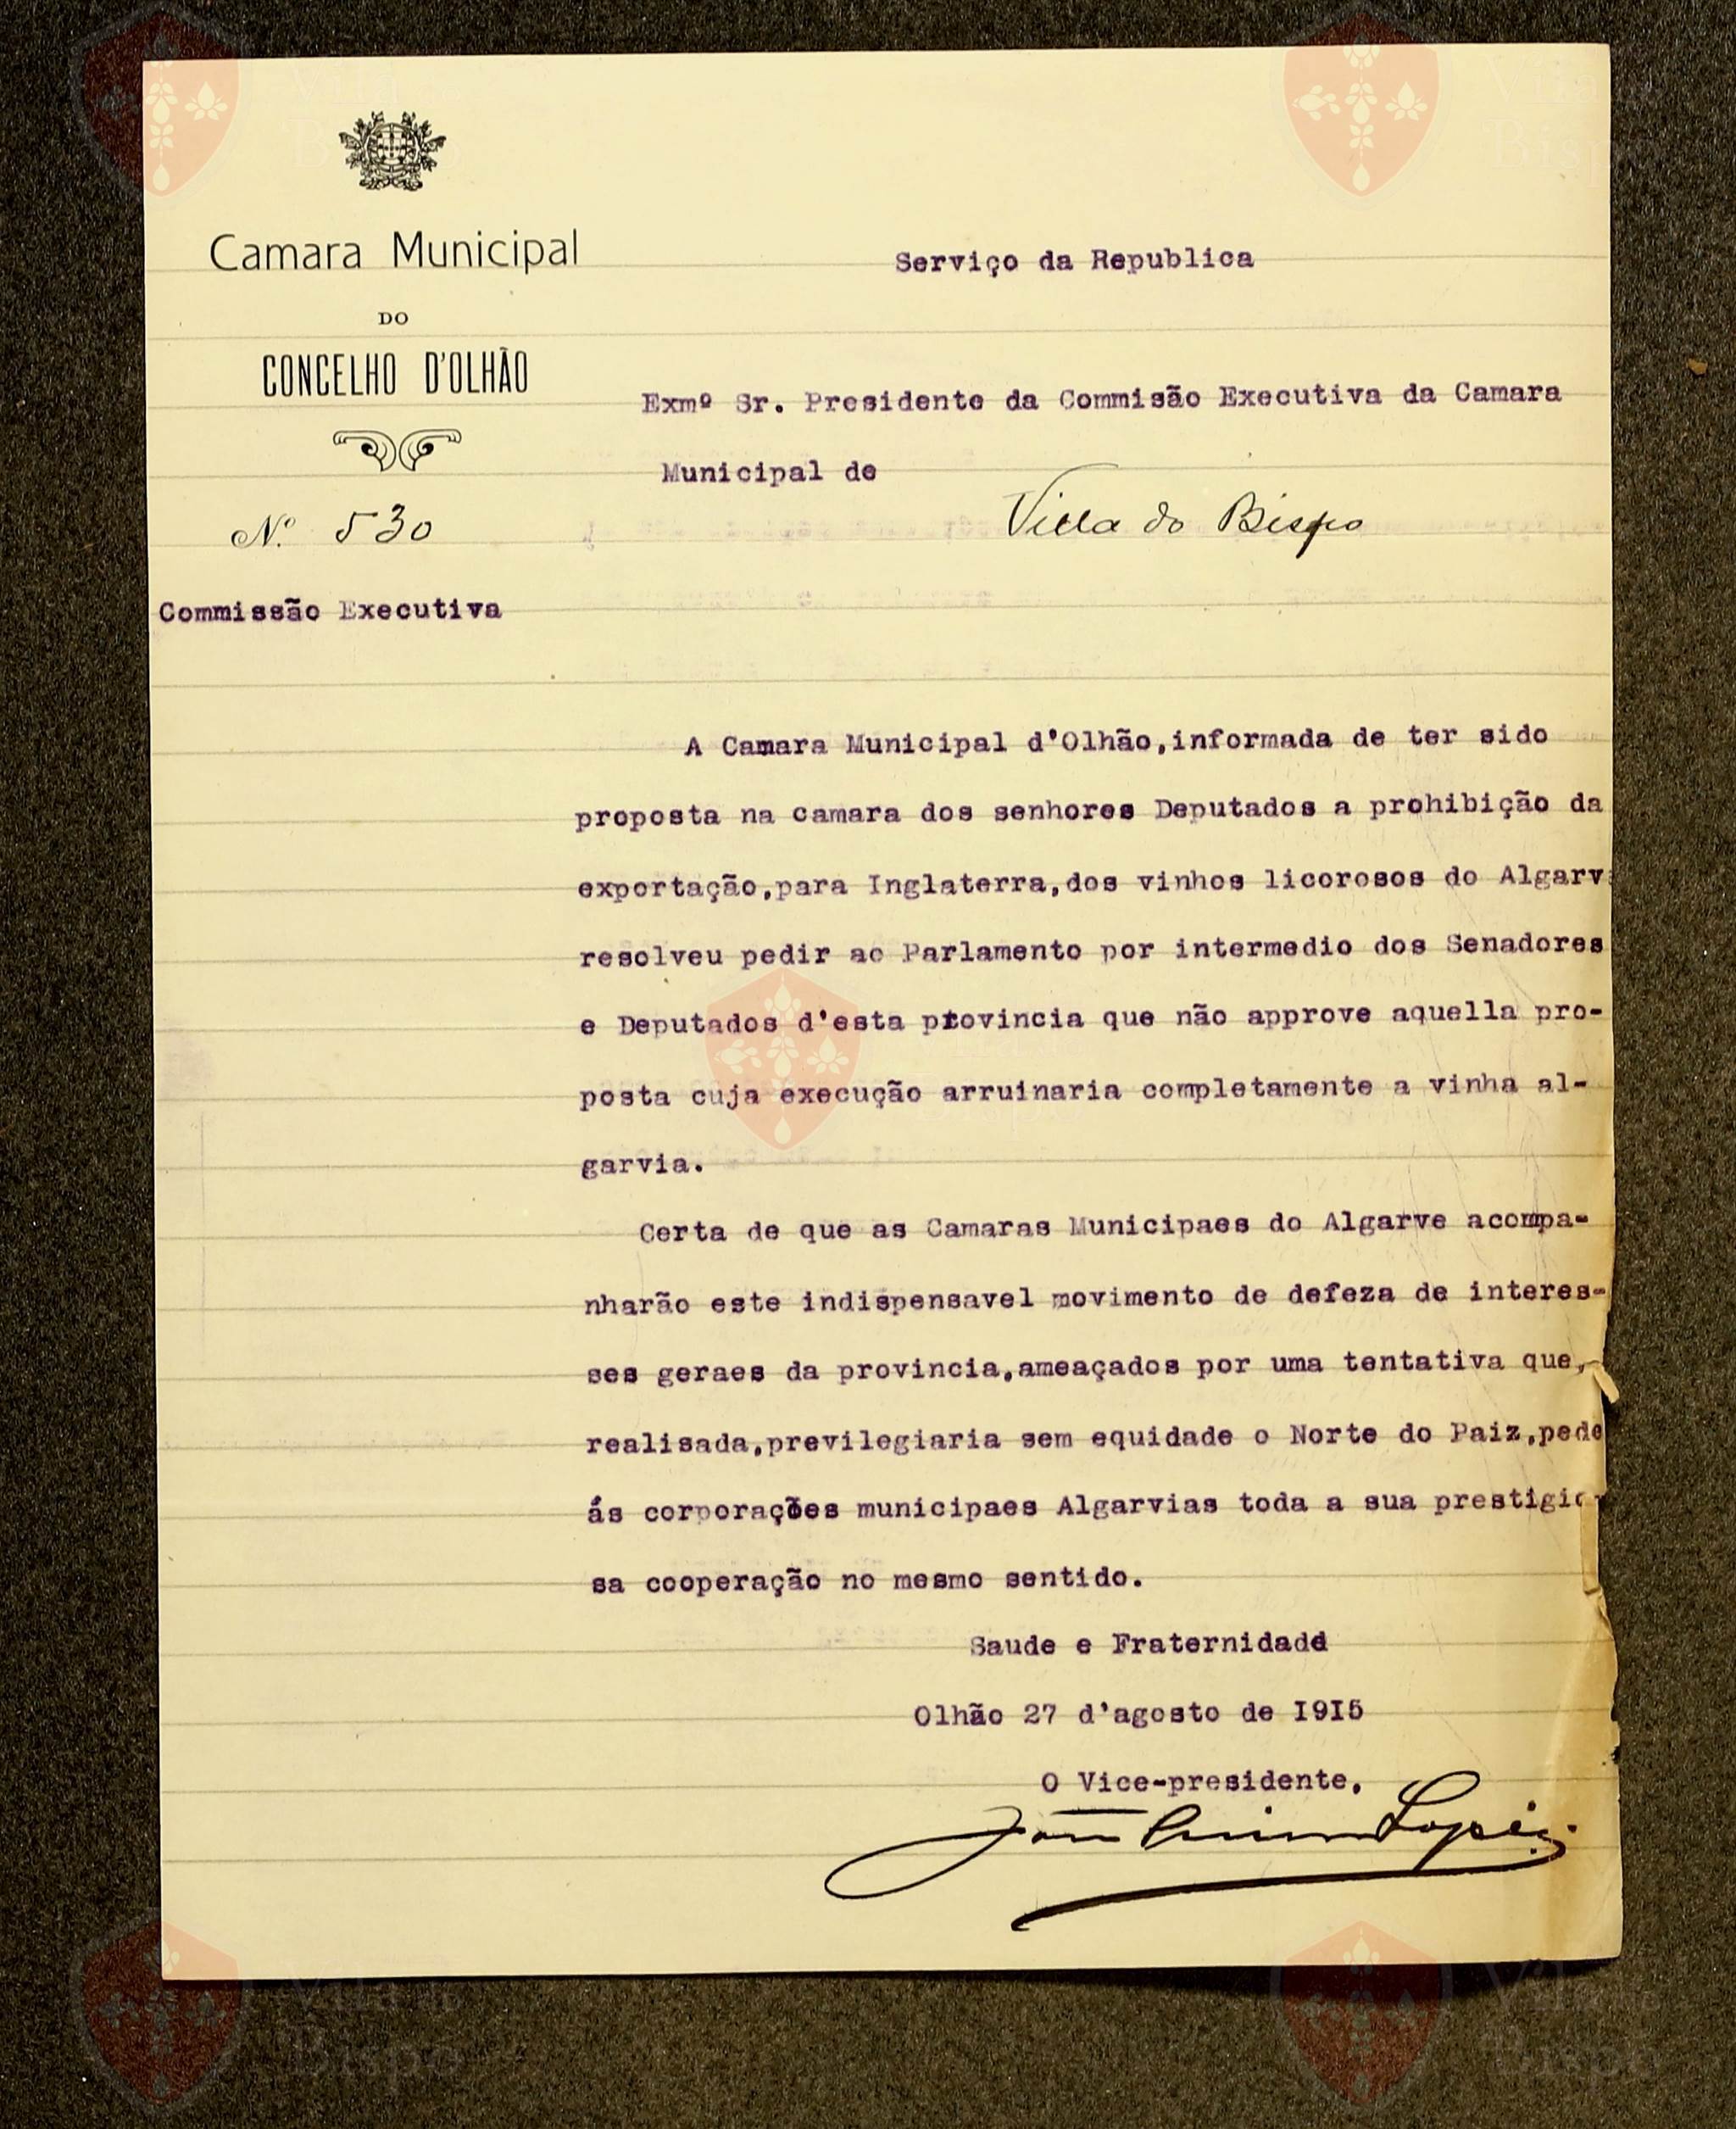 Camara Municipal
DO
CONCELHO D'OLHÃO
Nº 530
Commissão Executiva
Serviço da Republica
Exmº Sr. Presidente da Commisão Executiva da Camara
Municipal de
Villa do Bispo
A Camara Municipal d'Olhão,informada de ter sido
proposta na camara dos senhores Deputados a prohibição da
exportação,para Inglaterra,dos vinhos licorosos do Algarv
resolveu pedir ao Parlamento por intermedio dos Senadores
e Deputados d'esta provincia que não approve aquella pro-
posta cuja execução arruinaria completamente a vinha al-
garvia.
Certa de que as Camaras Municipaes do Algarve acompa-
nharão este indispensavel movimento de defeza de interes-
ses geraes da provincia,ameaçados por uma tentativa que,
realisada,previlegiaria sem equidade o Norte do Paiz,pede
ás corporações municipaes Algarvias toda a sua prestigio-
sa cooperação no mesmo sentido.
Saude e Fraternidadd
Olhão 27 d'agosto de I9I5
O Vice-presidente,
Lopes
Vila do
Bispo